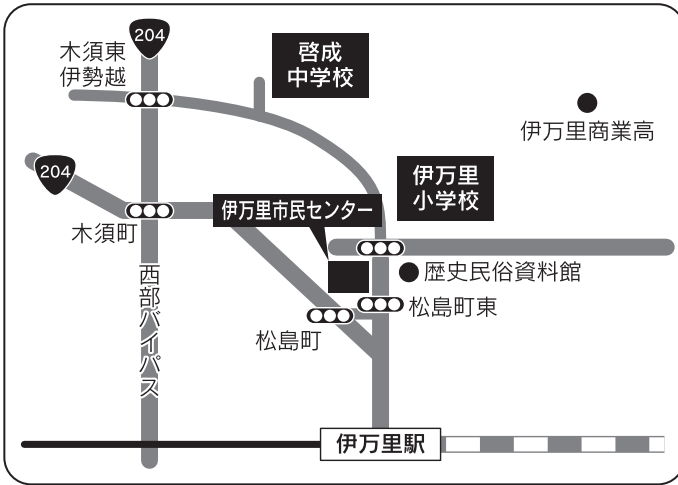 204
木須東
伊勢越
啓成
中学校
伊万里商業高
204
伊万里
小学校
伊万里市民センター
木須町
歴史民俗資料館
西部バイパス
松島町東
松島町
伊万里駅